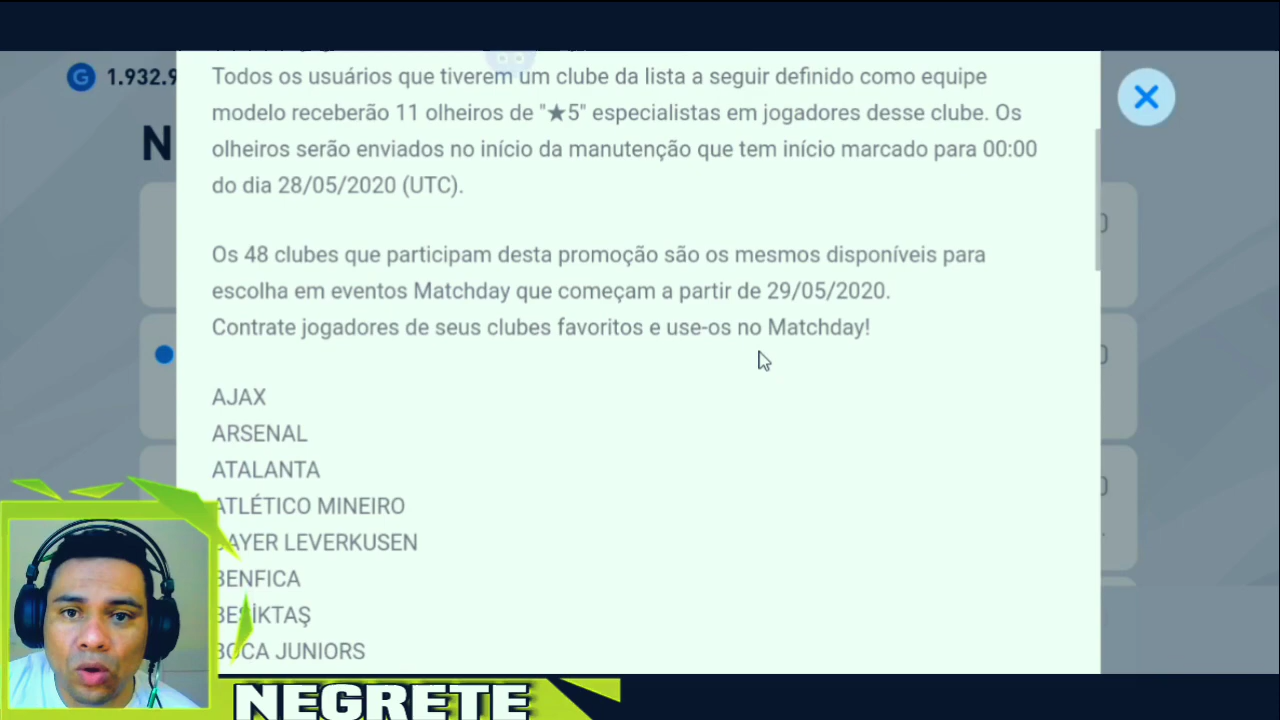 G 1.932.9
N
Todos os usuários que tiverem um clube da lista a seguir definido como equipe
modelo receberão 11 olheiros de "★5" especialistas em jogadores desse clube. Os
olheiros serão enviados no início da manutenção que tem início marcado para 00:00
do dia 28/05/2020 (UTC).
Os 48 clubes que participam desta promoção são os mesmos disponíveis para
escolha em eventos Matchday que começam a partir de 29/05/2020.
Contrate jogadores de seus clubes favoritos e use-os no Matchday!
AJAX
ARSENAL
ATALANTA
ATLÉTICO MINEIRO
BAYER LEVERKUSEN
BENFICA
BEŞİKTAŞ
BOCA JUNIORS
NEGRETE